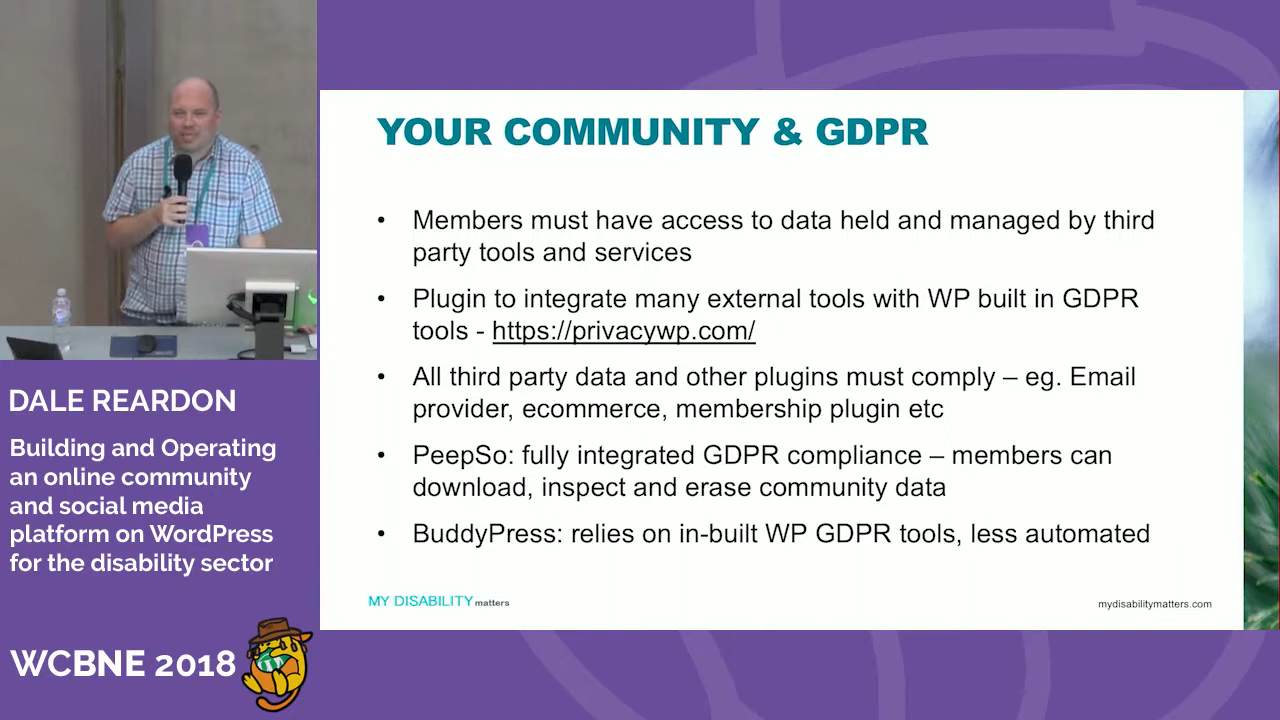 YOUR COMMUNITY & GDPR
• Members must have access to data held and managed by third
party tools and services
• Plugin to integrate many external tools with WP built in GDPR
tools - https://privacywp.com/
• All third party data and other plugins must comply – eg. Email
provider, ecommerce, membership plugin etc
• PeepSo: fully integrated GDPR compliance – members can
download, inspect and erase community data
• BuddyPress: relies on in-built WP GDPR tools, less automated
MY DISABILITY matters
mydisabilitymatters.com
DALE REARDON
Building and Operating
an online community
and social media
platform on WordPress
for the disability sector
WCBNE 2018